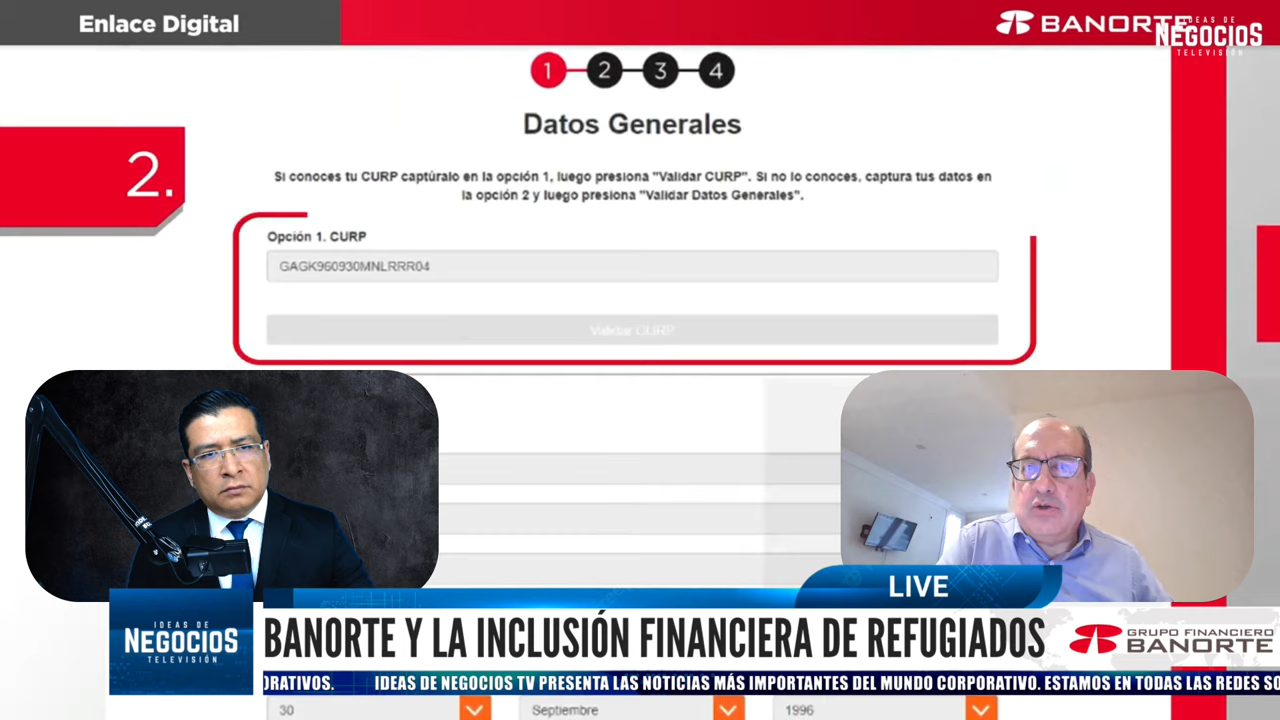 Enlace Digital
BANORTE
IDEAS DE
NEGOCIOS
TELEVISIÓN
1 2 3 4
Datos Generales
2.
Si conoces tu CURP captúralo en la opción 1, luego presiona "Validar CURP". Si no lo conoces, captura tus datos en
la opción 2 y luego presiona "Validar Datos Generales".
Opción 1. CURP
GAGK960930MNLRRR04
Validar CURP
LIVE
IDEAS DE
NEGOCIOS
TELEVISIÓN
BANORTE Y LA INCLUSIÓN FINANCIERA DE REFUGIADOS
GRUPO FINANCIERO
BANORTE
ORATIVOS. IDEAS DE NEGOCIOS TV PRESENTA LAS NOTICIAS MÁS IMPORTANTES DEL MUNDO CORPORATIVO. ESTAMOS EN TODAS LAS REDES SO
30 Septiembre 1996